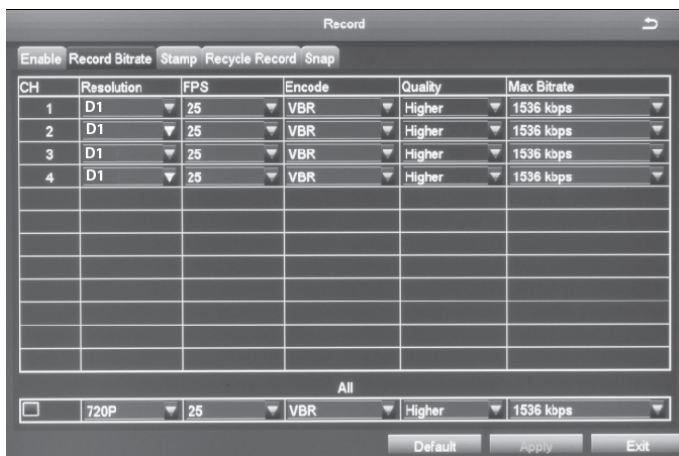 Record
Enable Record Bitrate Stamp Recycle Record Snap
CH Resolution FPS Encode Quality Max Bitrate
1 D1 25 VBR Higher 1536 kbps
2 D1 25 VBR Higher 1536 kbps
3 D1 25 VBR Higher 1536 kbps
4 D1 25 VBR Higher 1536 kbps
All
720P 25 VBR Higher 1536 kbps
Default Apply Exit